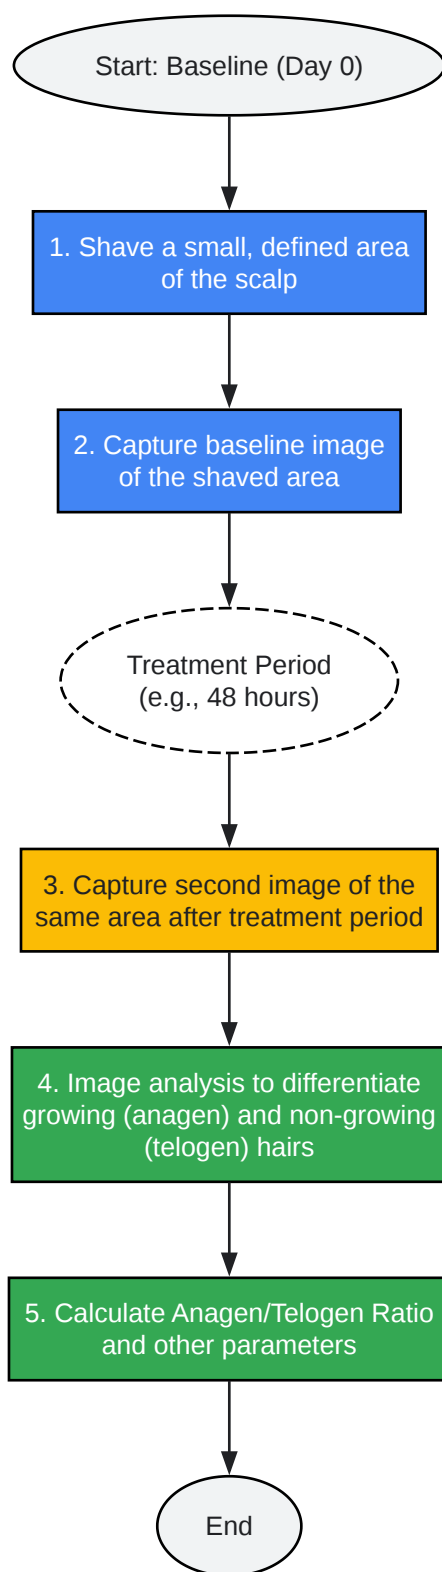 Start: Baseline (Day 0)
1. Shave a small, defined area
of the scalp
2. Capture baseline image
of the shaved area
Treatment Period
(e.g., 48 hours)
3. Capture second image of the
same area after treatment period
4. Image analysis to differentiate
growing (anagen) and non-growing
(telogen) hairs
5. Calculate Anagen/Telogen Ratio
and other parameters
End